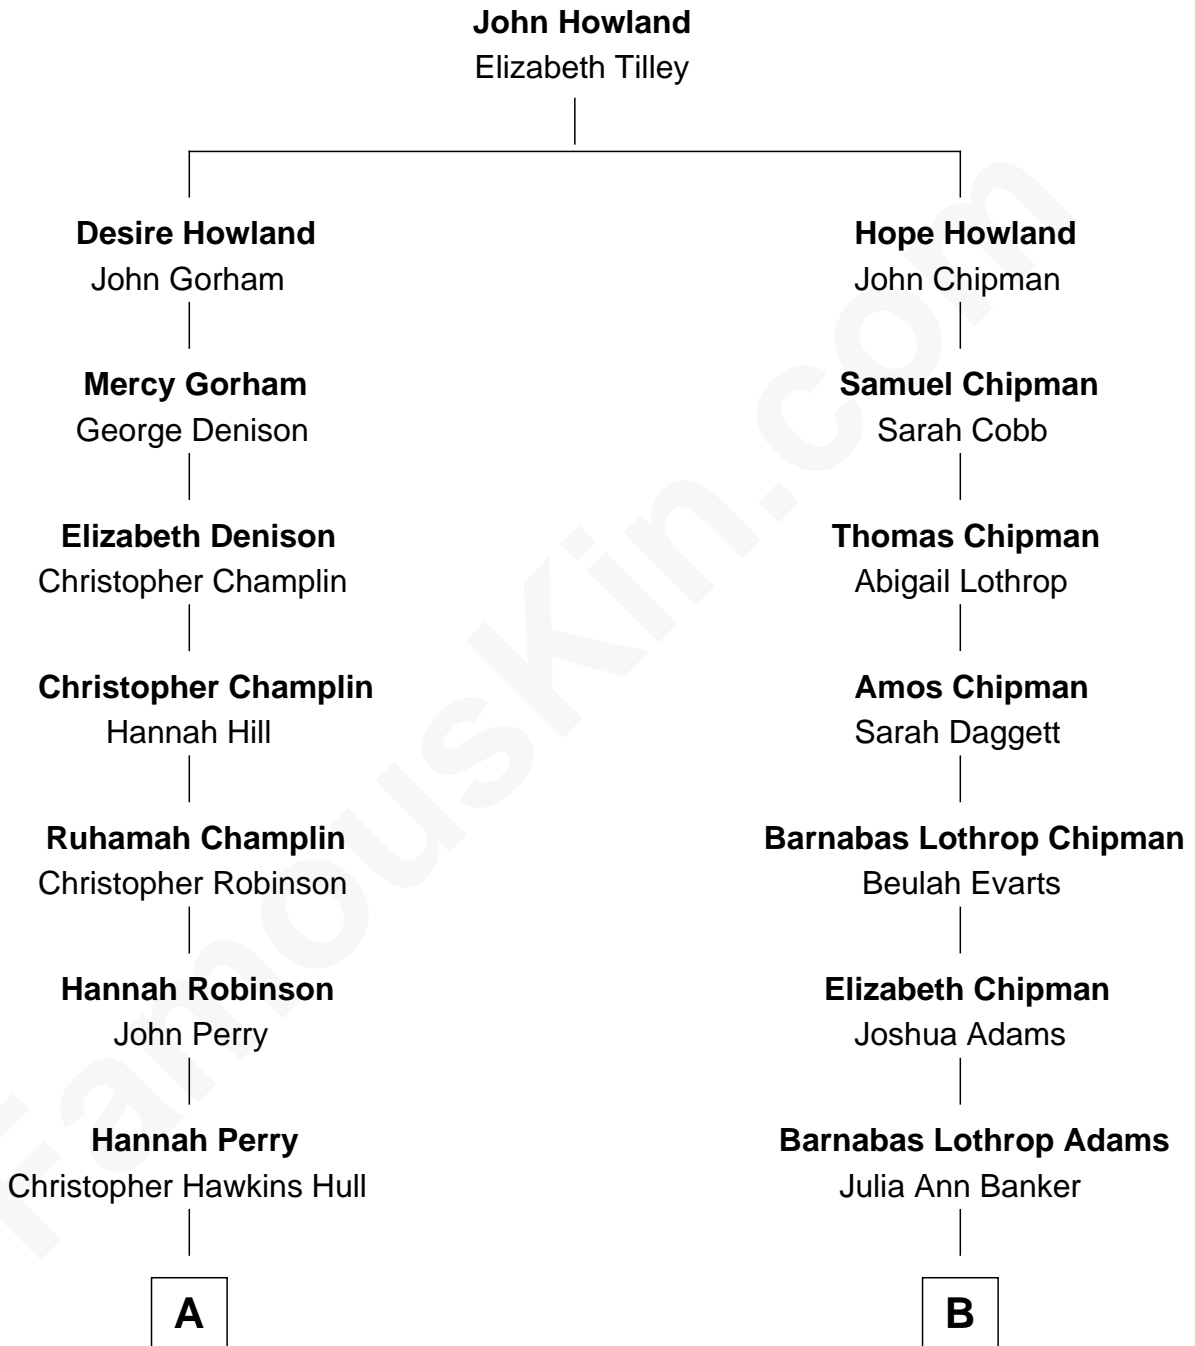 John Howland
Elizabeth Tilley
Desire Howland
John Gorham
Hope Howland
John Chipman
Mercy Gorham
George Denison
Samuel Chipman
Sarah Cobb
Elizabeth Denison
Christopher Champlin
Thomas Chipman
Abigail Lothrop
Christopher Champlin
Hannah Hill
Amos Chipman
Sarah Daggett
Ruhamah Champlin
Christopher Robinson
Barnabas Lothrop Chipman
Beulah Evarts
Hannah Robinson
John Perry
Elizabeth Chipman
Joshua Adams
Hannah Perry
Christopher Hawkins Hull
Barnabas Lothrop Adams
Julia Ann Banker
A
B
FamousKin.com